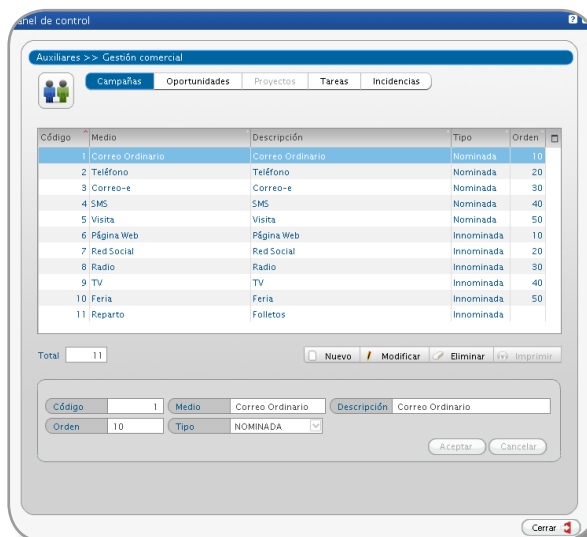 anel de control
Auxiliares >> Gestión comercial
Campañas Oportunidades Proyectos Tareas Incidencias
Código Medio Descripción Tipo Orden
1 Correo Ordinario Correo Ordinario Nominada 10
2 Teléfono Teléfono Nominada 20
3 Correo-e Correo-e Nominada 30
4 SMS SMS Nominada 40
5 Visita Visita Nominada 50
6 Página Web Página Web Innominada 10
7 Red Social Red Social Innominada 20
8 Radio Radio Innominada 30
9 TV TV Innominada 40
10 Feria Feria Innominada 50
11 Reparto Folletos Innominada
Total 11 Nuevo Modificar Eliminar Imprimir
Código 1 Medio Correo Ordinario Descripción Correo Ordinario
Orden 10 Tipo NOMINADA
Aceptar Cancelar
Cerrar